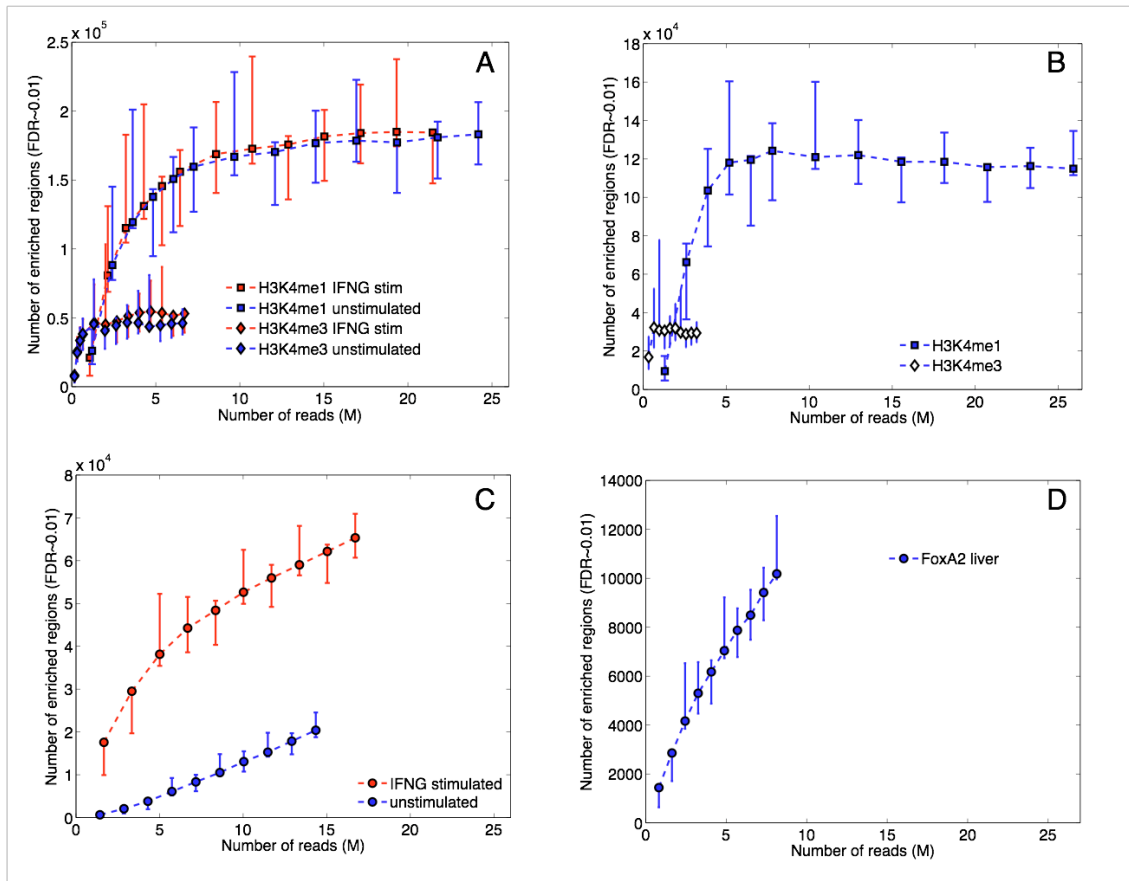 x 10^5
A
2.5
2
1.5
1
0.5
0
Number of enriched regions (FDR~0.01)
H3K4me1 IFNG stim
H3K4me1 unstimulated
H3K4me3 IFNG stim
H3K4me3 unstimulated
0 5 10 15 20 25
Number of reads (M)
x 10^4
B
18
16
14
12
10
8
6
4
2
0
Number of enriched regions (FDR~0.01)
H3K4me1
H3K4me3
0 5 10 15 20 25
Number of reads (M)
x 10^4
C
8
7
6
5
4
3
2
1
0
Number of enriched regions (FDR~0.01)
IFNG stimulated
unstimulated
0 5 10 15 20 25
Number of reads (M)
D
14000
12000
10000
8000
6000
4000
2000
0
Number of enriched regions (FDR~0.01)
FoxA2 liver
0 5 10 15 20 25
Number of reads (M)